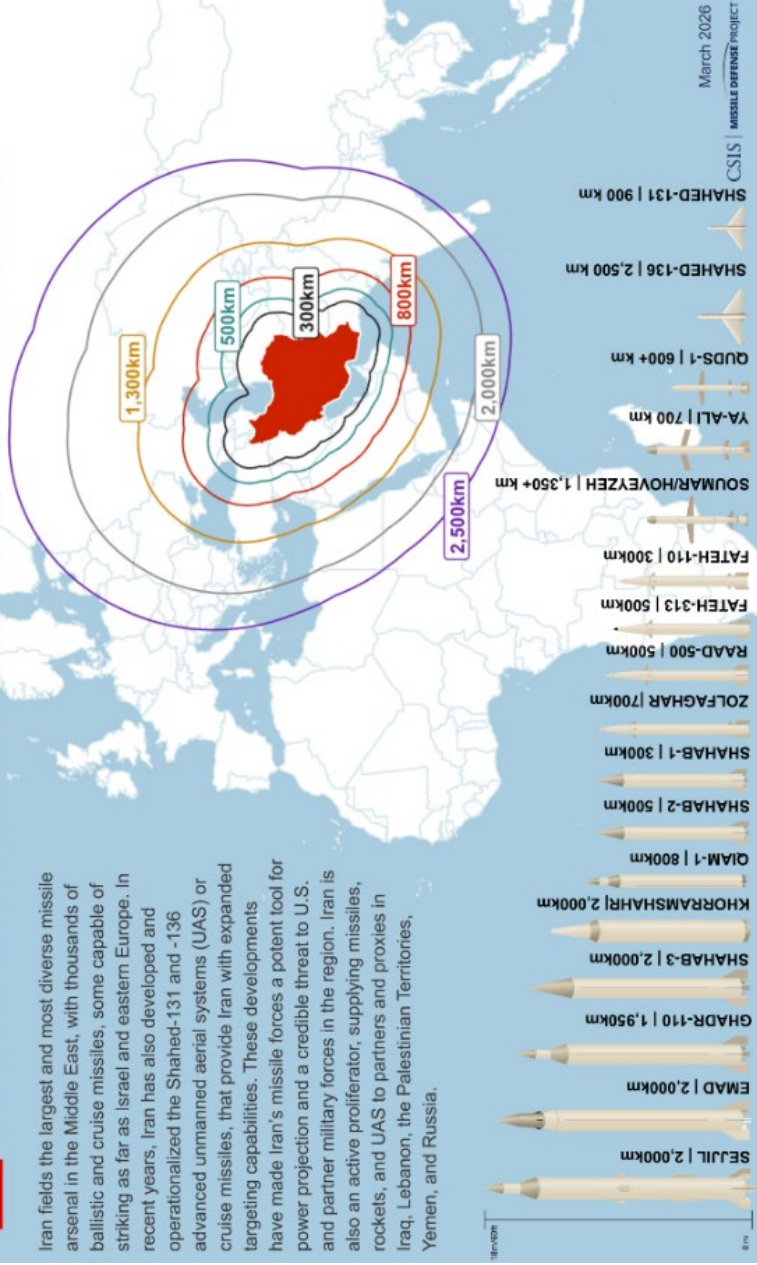 Iran fields the largest and most diverse missile
arsenal in the Middle East, with thousands of
ballistic and cruise missiles, some capable of
striking as far as Israel and eastern Europe. In
recent years, Iran has also developed and
operationalized the Shahed-131 and -136
advanced unmanned aerial systems (UAS) or
cruise missiles, that provide Iran with expanded
targeting capabilities. These developments
have made Iran's missile forces a potent tool for
power projection and a credible threat to U.S.
and partner military forces in the region. Iran is
also an active proliferator, supplying missiles,
rockets, and UAS to partners and proxies in
Iraq, Lebanon, the Palestinian Territories,
Yemen, and Russia.
1,300km
500km
300km
800km
2,000km
2,500km
18m/60ft
0 m
SEJJIL | 2,000km
EMAD | 2,000km
GHADR-110 | 1,950km
SHAHAB-3 | 2,000km
KHORRAMSHAHR| 2,000km
QIAM-1 | 800km
SHAHAB-2 | 500km
SHAHAB-1 | 300km
ZOLFAGHAR |700km
RAAD-500 | 500km
FATEH-313 | 500km
FATEH-110 | 300km
SOUMAR/HOVEYZEH | 1,350+ km
YA-ALI | 700 km
QUDS-1 | 600+ km
SHAHED-136 | 2,500 km
SHAHED-131 | 900 km
March 2026
CSIS | MISSILE DEFENSE PROJECT